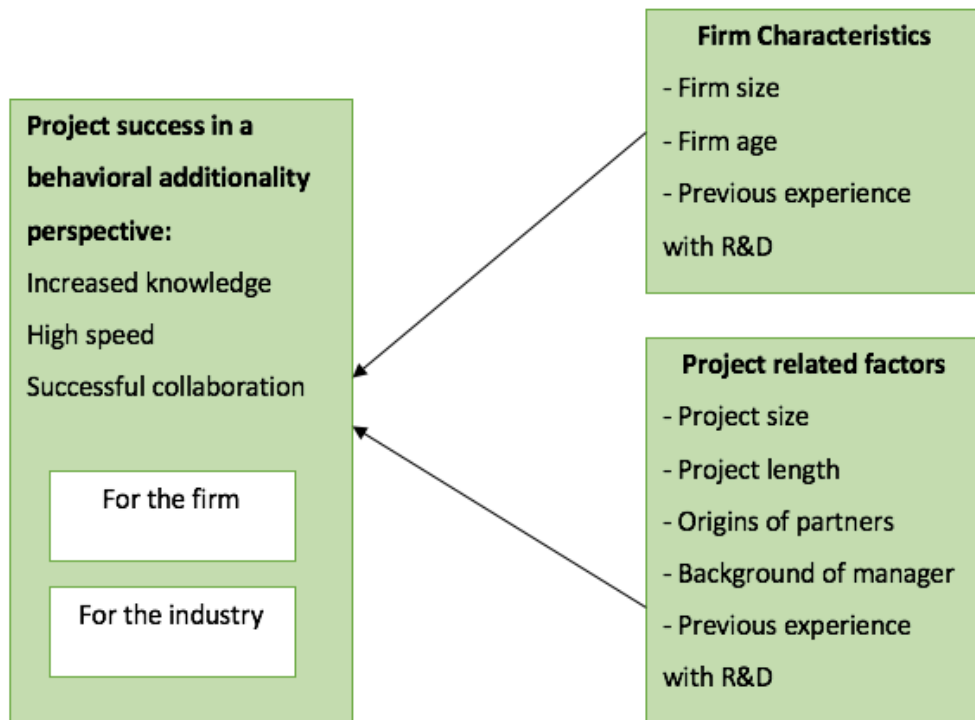 Project success in a
behavioral additionality
perspective:
Increased knowledge
High speed
Successful collaboration
For the firm
For the industry
Firm Characteristics
- Firm size
- Firm age
- Previous experience
with R&D
Project related factors
- Project size
- Project length
- Origins of partners
- Background of manager
- Previous experience
with R&D